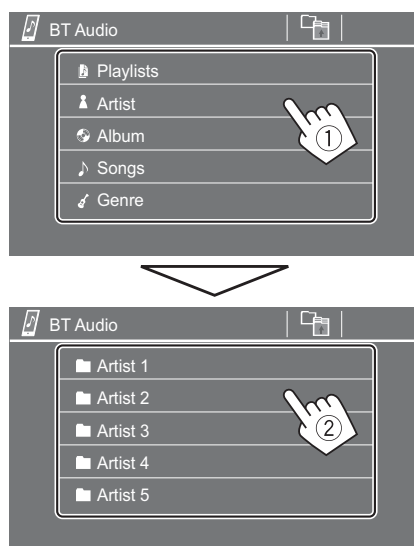 BT Audio
Playlists
Artist
Album
Songs
Genre
1
BT Audio
Artist 1
Artist 2
Artist 3
Artist 4
Artist 5
2